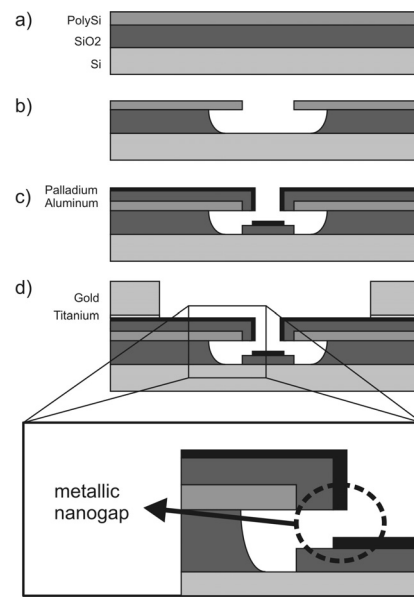 a)
PolySi
SiO2
Si
b)
c)
Palladium
Aluminum
d)
Gold
Titanium
metallic
nanogap